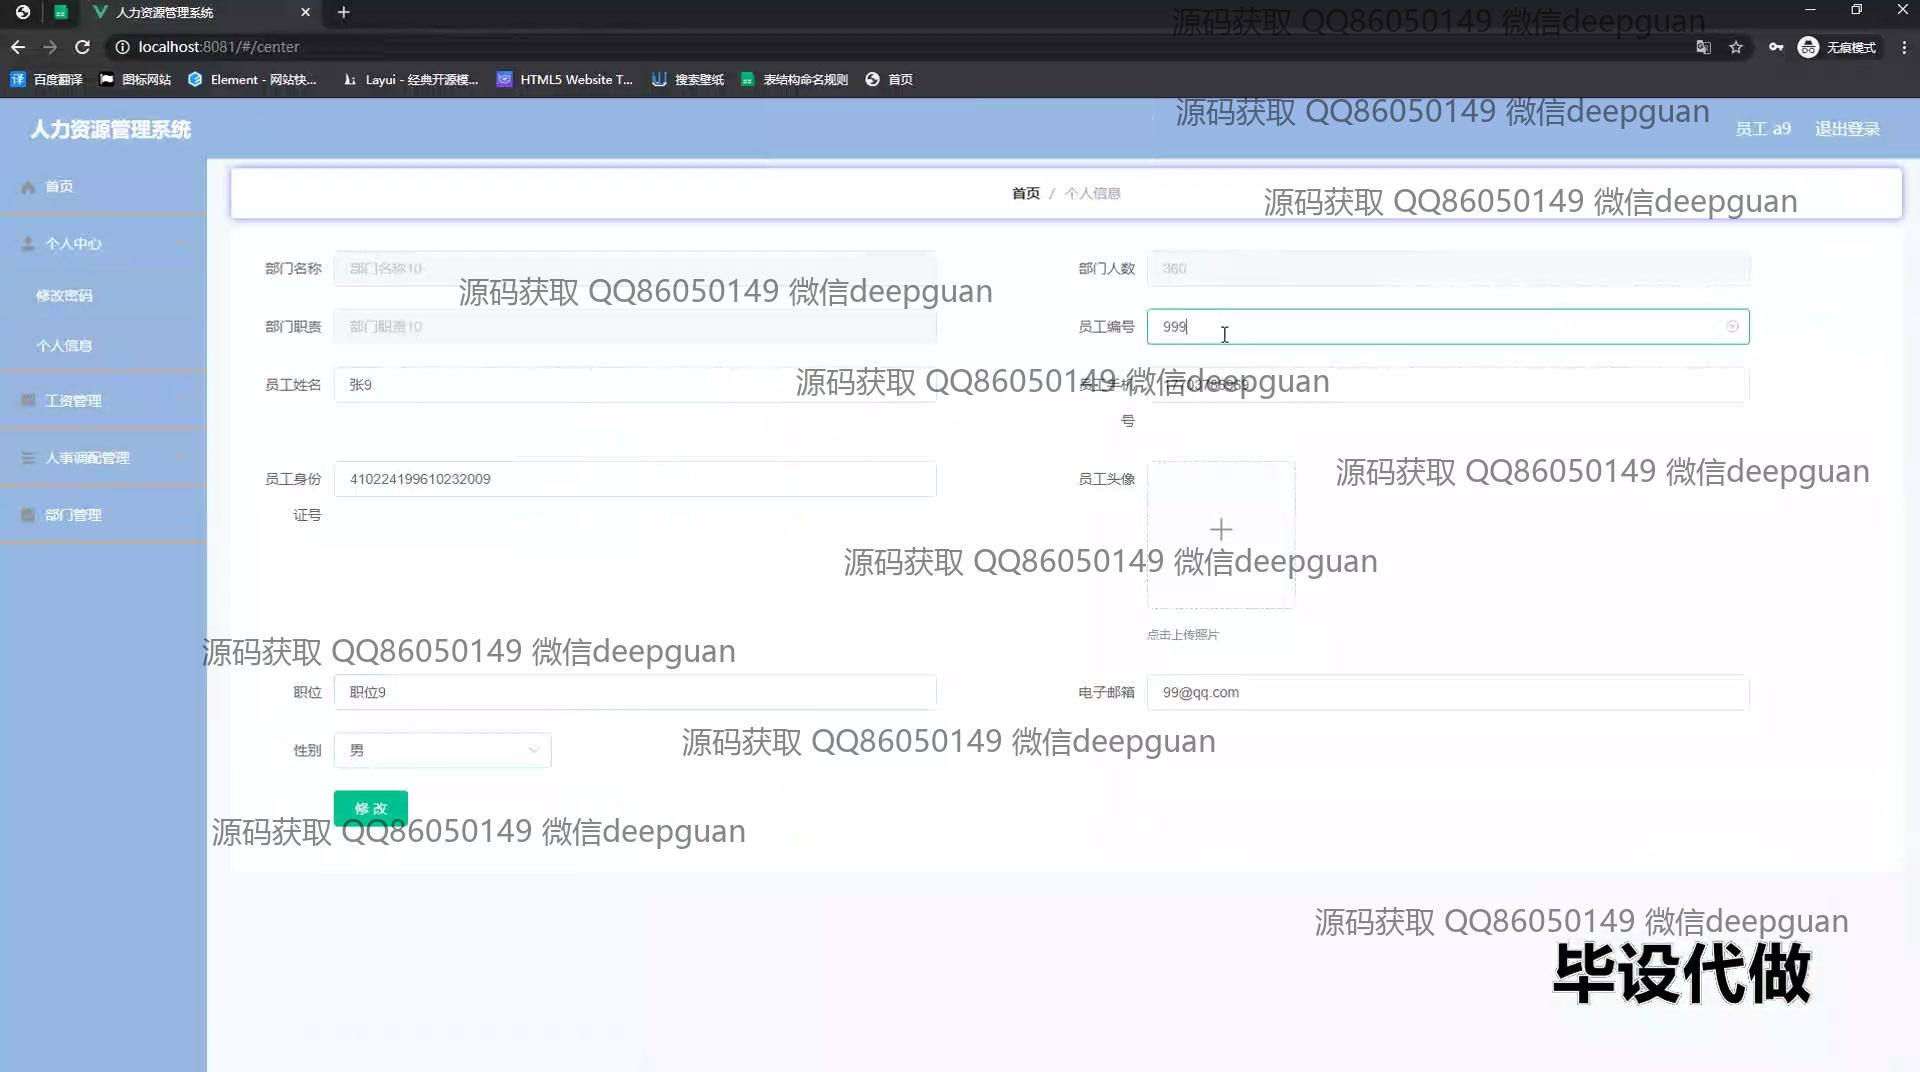 人力资源管理系统
localhost:8081/#/center
无痕模式
百度翻译
图标网站
Element - 网站快...
Layui - 经典开源模...
HTML5 Website T...
搜索壁纸
表结构命名规则
首页
源码获取 QQ86050149 微信deepguan
源码获取 QQ86050149 微信deepguan
人力资源管理系统
员工 a9
退出登录
首页
个人中心
修改密码
个人信息
工资管理
人事调配管理
部门管理
首页 / 个人信息
源码获取 QQ86050149 微信deepguan
部门名称
部门名称10
部门人数
360
源码获取 QQ86050149 微信deepguan
部门职责
部门职责10
员工编号
999
员工姓名
张9
员工手机
号
源码获取 QQ86050149 微信deepguan
员工身份
证号
410224199610232009
员工头像
源码获取 QQ86050149 微信deepguan
源码获取 QQ86050149 微信deepguan
点击上传照片
源码获取 QQ86050149 微信deepguan
职位
职位9
电子邮箱
99@qq.com
源码获取 QQ86050149 微信deepguan
性别
男
修 改
源码获取 QQ86050149 微信deepguan
源码获取 QQ86050149 微信deepguan
毕设代做